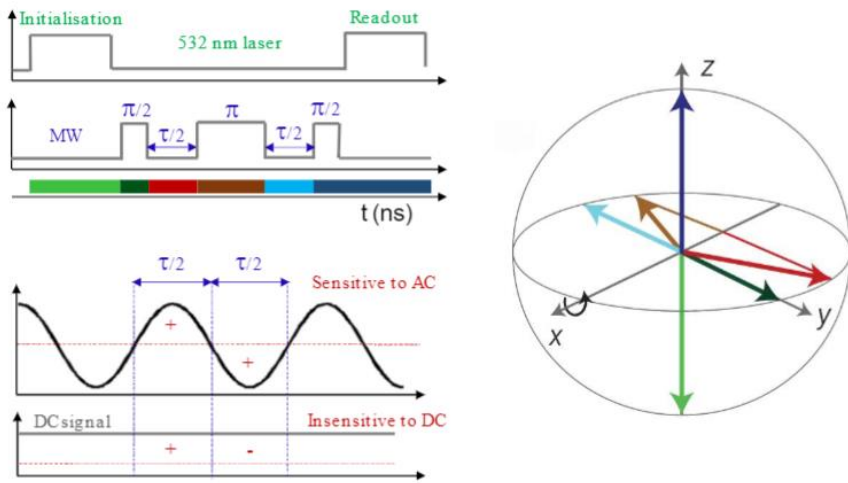 Initialisation
Readout
532 nm laser
π/2
π
π/2
MW
τ/2
τ/2
t (ns)
τ/2
τ/2
Sensitive to AC
+
+
DC signal
Insensitive to DC
+
-
z
x
y